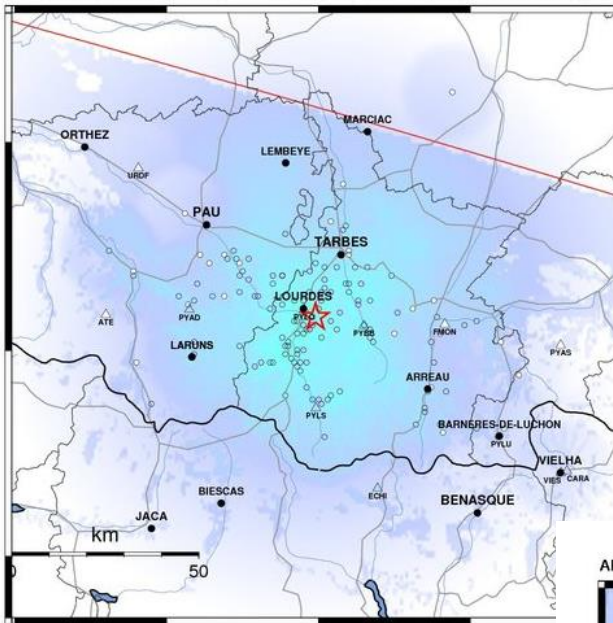 MARCIAC
ORTHEZ
LEMBEYE
URDF
PAU
TARBES
LOURDES
ATE
PYAD
PYBB
FMON
PYAS
LARUNS
ARREAU
PYLS
BARNERES-DE-LUCHON
PYLU
VIELHA
VIES CARA
BIESCAS
ECHI
BENASQUE
JACA
km
50